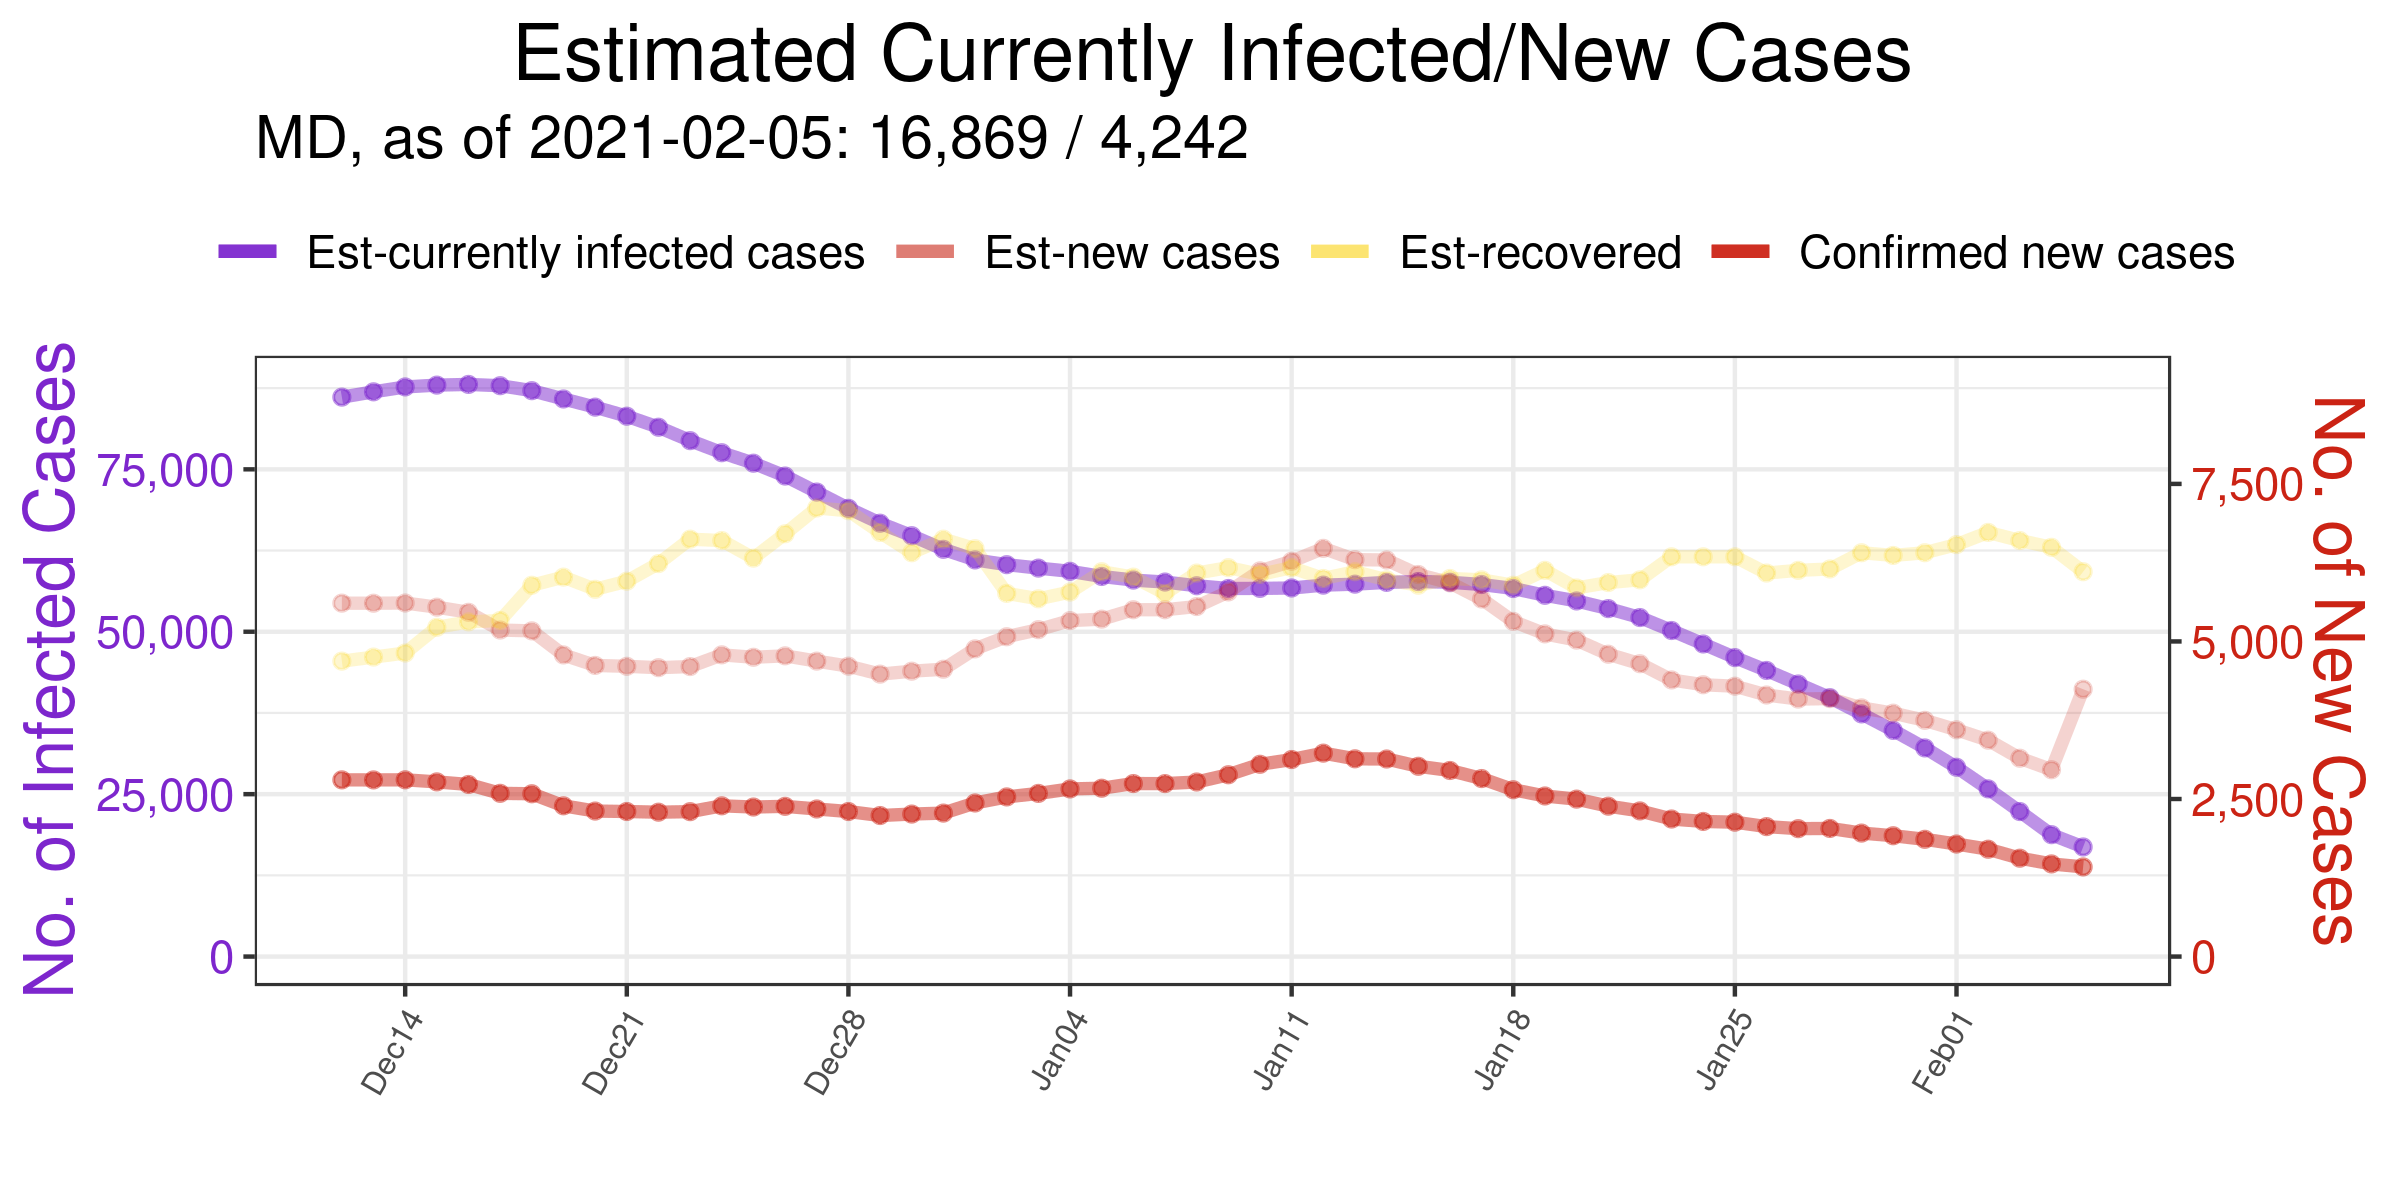 Estimated Currently Infected/New Cases
MD, as of 2021-02-05: 16,869 / 4,242
Est-currently infected cases Est-new cases Est-recovered Confirmed new cases
No. of Infected Cases
75,000
50,000
25,000
0
7,500
5,000
2,500
0
No. of New Cases
Dec14 Dec21 Dec28 Jan04 Jan11 Jan18 Jan25 Feb01